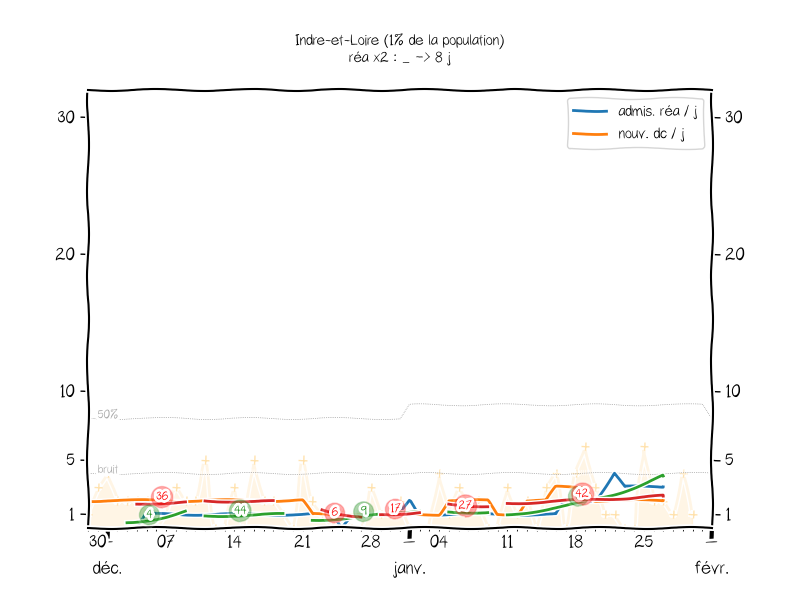 Indre-et-Loire (1% de la population)
réa x2 : _ -> 8 j
admis. réa / j
nouv. dc / j
30
30
20
20
10
10
50%
5
5
bruit
1
1
36
4
44
6
9
17
27
42
30 07 14 21 28 04 11 18 25
déc. janv. févr.